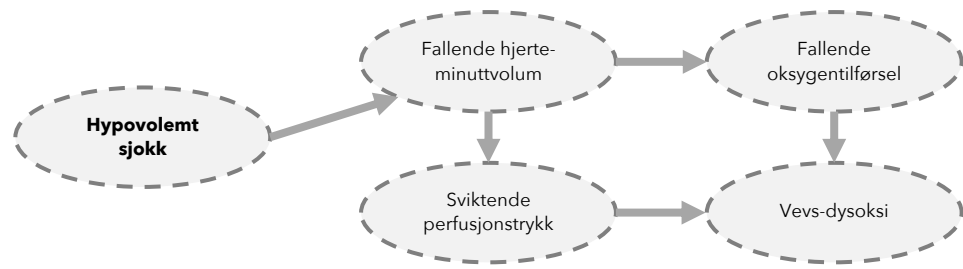 Hypovolemt
sjokk
Fallende hjerte-
minuttvolum
Fallende
oksygentilførsel
Sviktende
perfusjonstrykk
Vevs-dysoksi